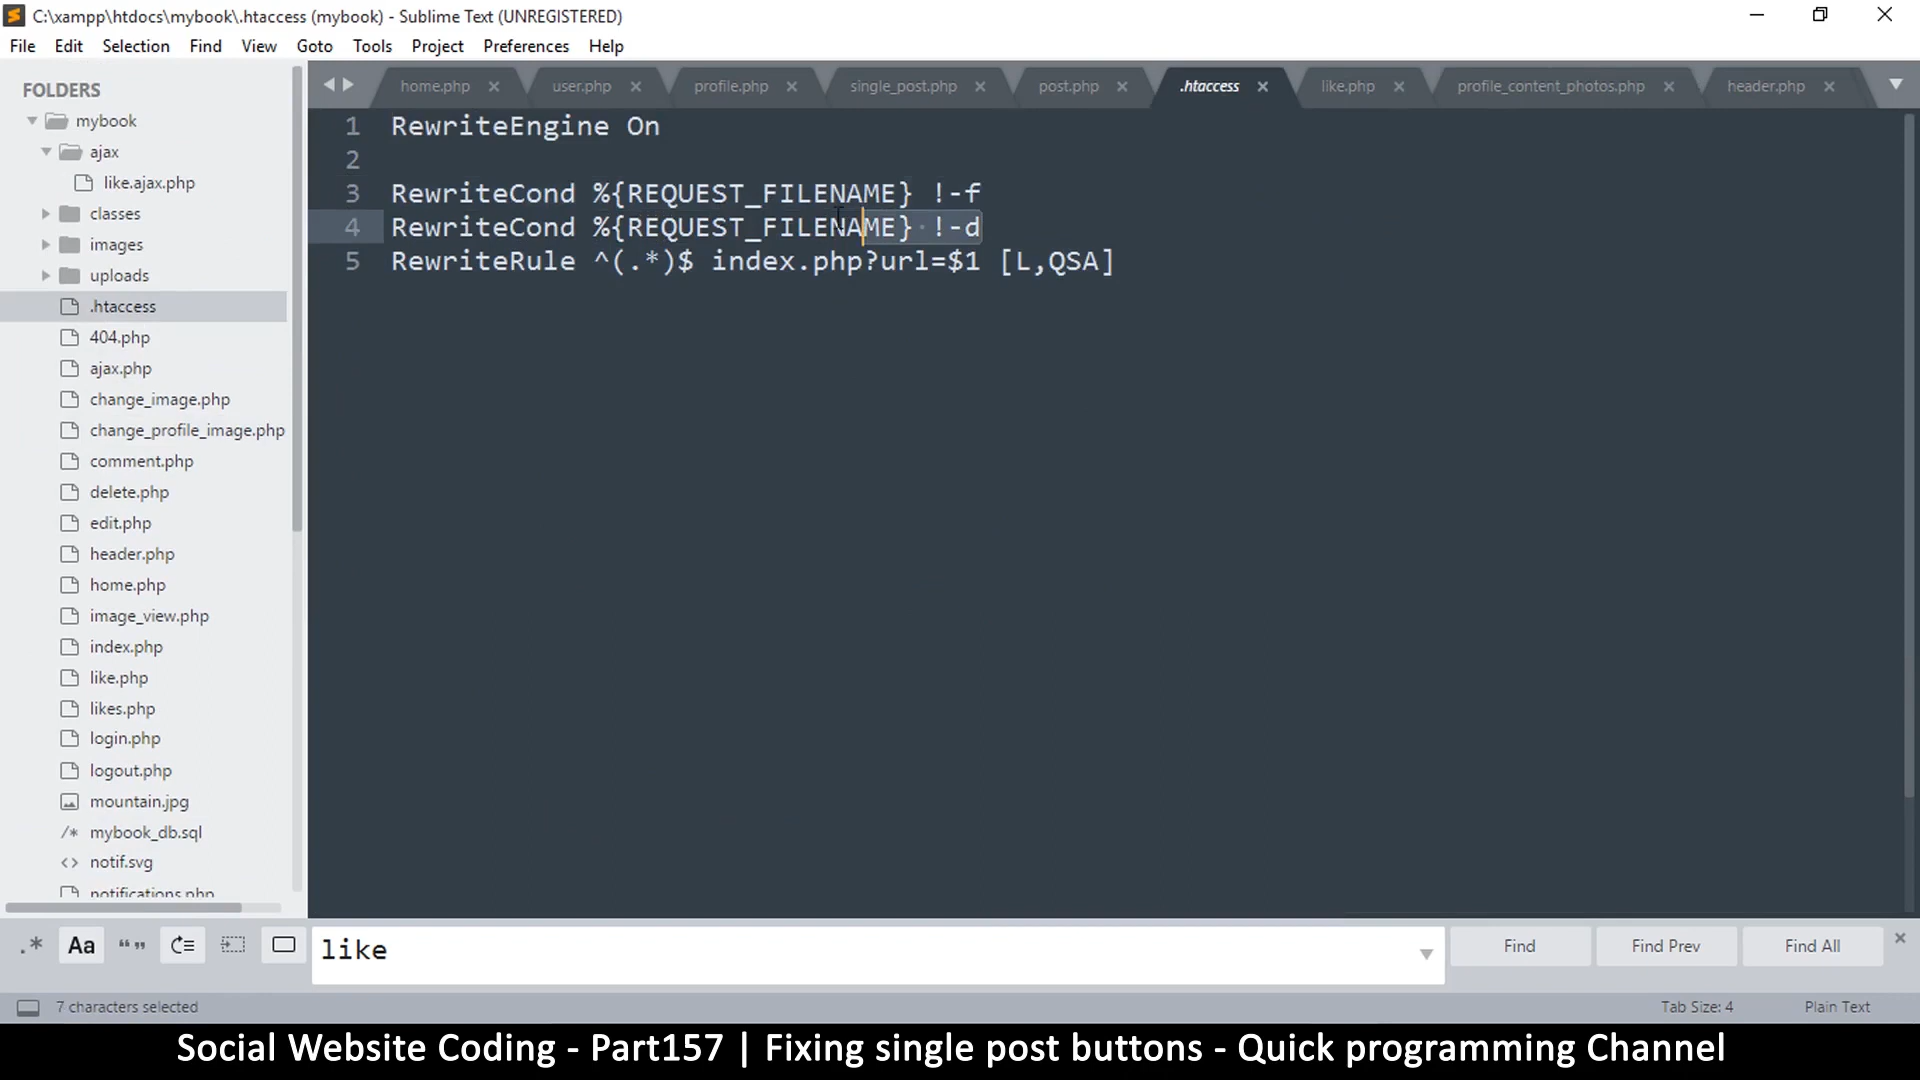 C:\xampp\htdocs\mybook\.htaccess (mybook) - Sublime Text (UNREGISTERED)
File Edit Selection Find View Goto Tools Project Preferences Help
FOLDERS
mybook
ajax
like.ajax.php
classes
images
uploads
.htaccess
404.php
ajax.php
change_image.php
change_profile_image.php
comment.php
delete.php
edit.php
header.php
home.php
image_view.php
index.php
like.php
likes.php
login.php
logout.php
mountain.jpg
/* mybook_db.sql
<> notif.svg
notifications.php
home.php user.php profile.php single_post.php post.php .htaccess like.php profile_content_photos.php header.php
1 RewriteEngine On
2
3 RewriteCond %{REQUEST_FILENAME} !-f
4 RewriteCond %{REQUEST_FILENAME} !-d
5 RewriteRule ^(.*)$ index.php?url=$1 [L,QSA]
.* Aa “” like Find Find Prev Find All
7 characters selected Tab Size: 4 Plain Text
Social Website Coding - Part157 | Fixing single post buttons - Quick programming Channel